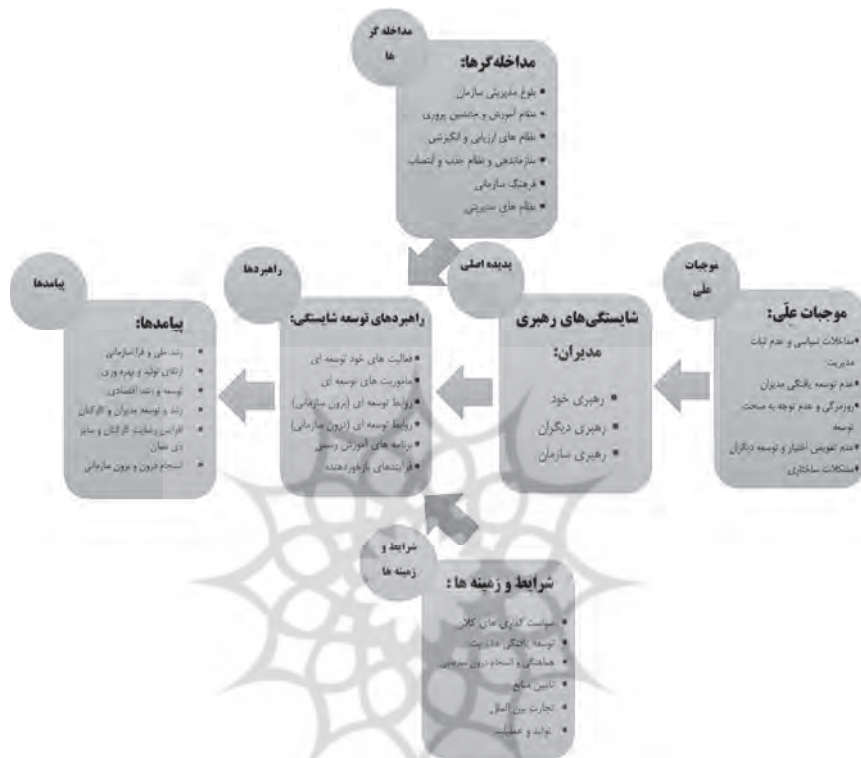 مداخله گر
ها
مداخله‌گرها:
• بلوغ مدیریتی سازمان
• نظام آموزش و جانشین پروری
• نظام های ارزیابی و انگیزشی
• سازماندهی و نظام جذب و انتصاب
• فرهنگ سازمانی
• نظام های مدیریتی
موجبات
علّی
موجبات علّی:
•مداخلات سیاسی و عدم ثبات
مدیریت
•عدم توسعه یافتگی مدیران
•روزمرگی و عدم توجه به مبحث
توسعه
•عدم تفویض اختیار و توسعه دیگران
•مشکلات ساختاری
پدیده اصلی
شایستگی‌های رهبری
مدیران:
• رهبری خود
• رهبری دیگران
• رهبری سازمان
راهبردها
راهبردهای توسعه شایستگی:
• فعالیت های خود توسعه ای
• ماموریت های توسعه ای
• روابط توسعه ای (برون سازمانی)
• روابط توسعه ای (درون سازمانی)
• برنامه های آموزش رسمی
• فرآیندهای بازخورددهنده
پیامدها
پیامدها:
• رشد ملی و فراسازمانی
• ارتقای تولید و بهره وری
• توسعه و رشد اقتصادی
• رشد و توسعه مدیران و کارکنان
• افزایش رضایت کارکنان و سایر
ذی نفعان
• انسجام درون و برون سازمانی
شرایط و
زمینه ها
شرایط و زمینه ها :
• سیاست گذاری های کلان
• توسعه یافتگی مدیریت
• هماهنگی و انسجام درون سازمانی
• تامین منابع
• تجارت بین الملل
• تولید و عملیات